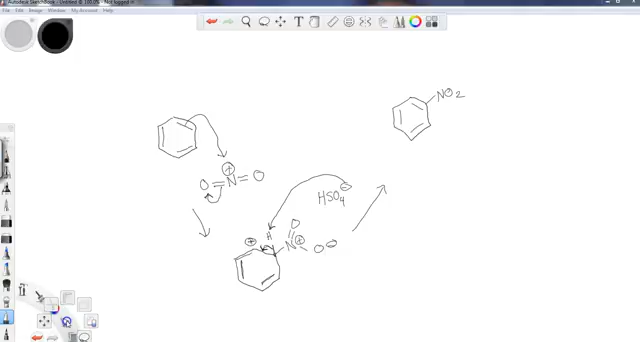 Autodesk SketchBook - Untitled @ 100.0% - Not logged in
File Edit Image Window My Account Help
T
NO2
O=N=O
+
HSO4
-
H
O
+
N
+
O
-